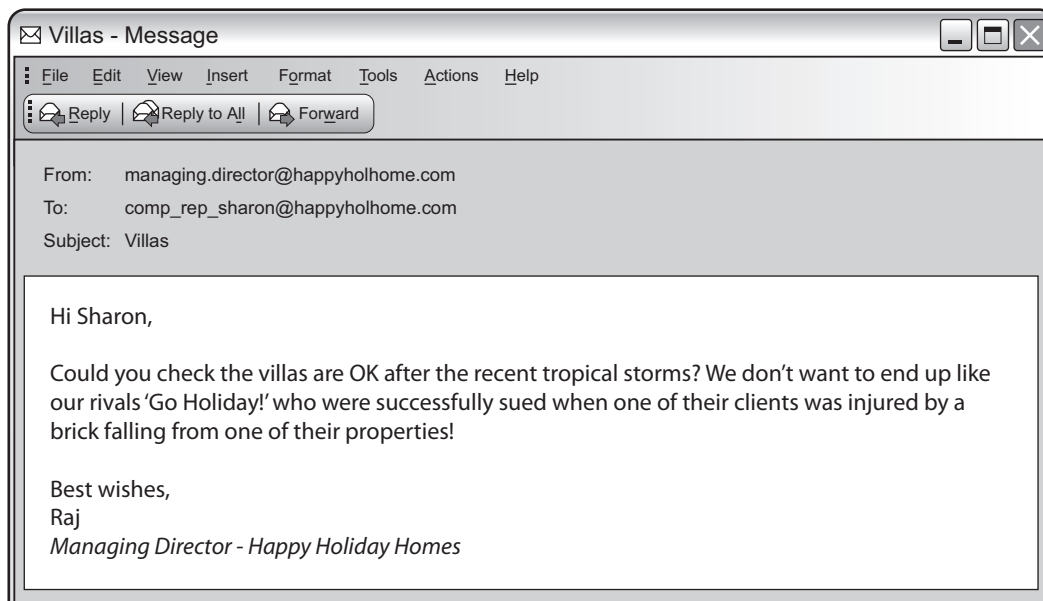 Villas - Message
File Edit View Insert Format Tools Actions Help
Reply Reply to All Forward
From: managing.director@happyholhome.com
To: comp_rep_sharon@happyholhome.com
Subject: Villas
Hi Sharon,
Could you check the villas are OK after the recent tropical storms? We don’t want to end up like
our rivals ‘Go Holiday!’ who were successfully sued when one of their clients was injured by a
brick falling from one of their properties!
Best wishes,
Raj
Managing Director - Happy Holiday Homes